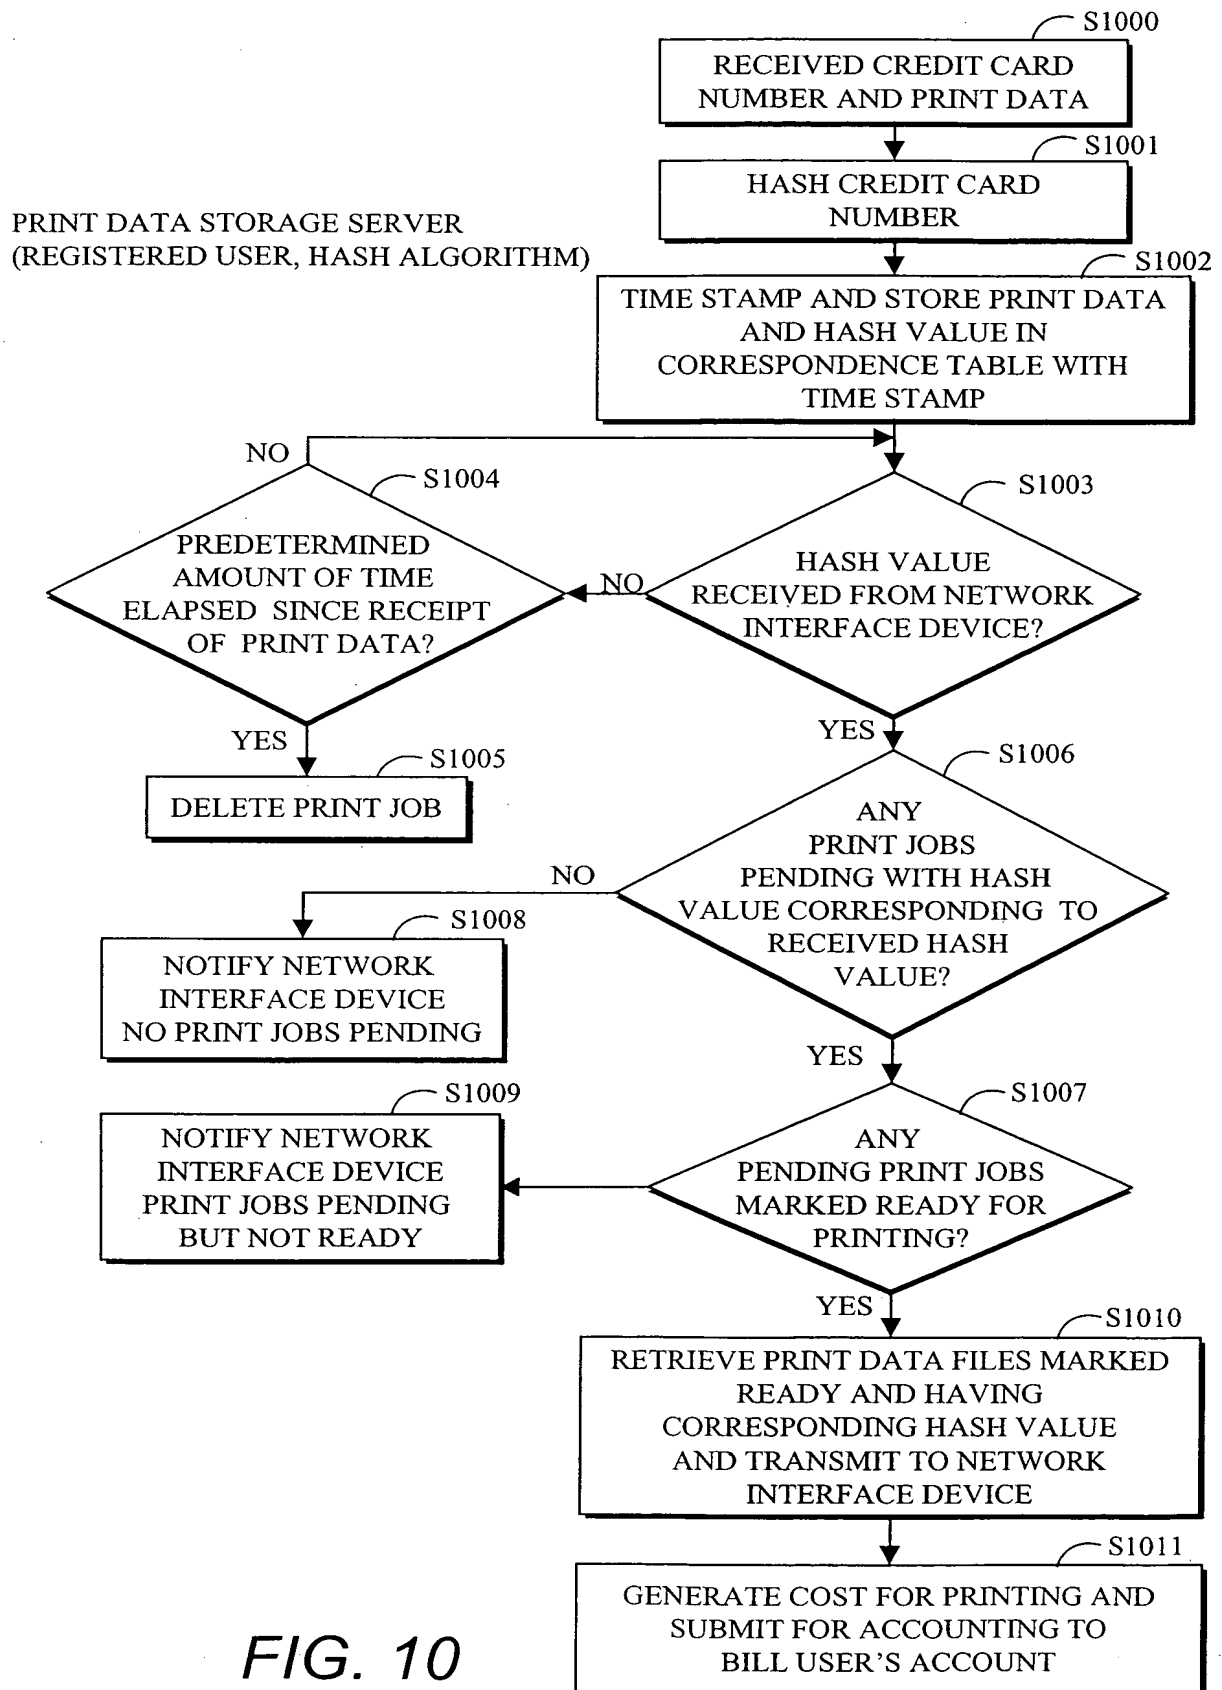 S1000
RECEIVED CREDIT CARD
NUMBER AND PRINT DATA
S1001
HASH CREDIT CARD
NUMBER
PRINT DATA STORAGE SERVER
(REGISTERED USER, HASH ALGORITHM)
S1002
TIME STAMP AND STORE PRINT DATA
AND HASH VALUE IN
CORRESPONDENCE TABLE WITH
TIME STAMP
NO
S1004
PREDETERMINED
AMOUNT OF TIME
ELAPSED SINCE RECEIPT
OF PRINT DATA?
NO
S1003
HASH VALUE
RECEIVED FROM NETWORK
INTERFACE DEVICE?
YES
S1005
DELETE PRINT JOB
YES
S1006
ANY
PRINT JOBS
PENDING WITH HASH
VALUE CORRESPONDING TO
RECEIVED HASH
VALUE?
NO
S1008
NOTIFY NETWORK
INTERFACE DEVICE
NO PRINT JOBS PENDING
YES
S1009
NOTIFY NETWORK
INTERFACE DEVICE
PRINT JOBS PENDING
BUT NOT READY
S1007
ANY
PENDING PRINT JOBS
MARKED READY FOR
PRINTING?
YES
S1010
RETRIEVE PRINT DATA FILES MARKED
READY AND HAVING
CORRESPONDING HASH VALUE
AND TRANSMIT TO NETWORK
INTERFACE DEVICE
S1011
GENERATE COST FOR PRINTING AND
SUBMIT FOR ACCOUNTING TO
BILL USER'S ACCOUNT
FIG. 10